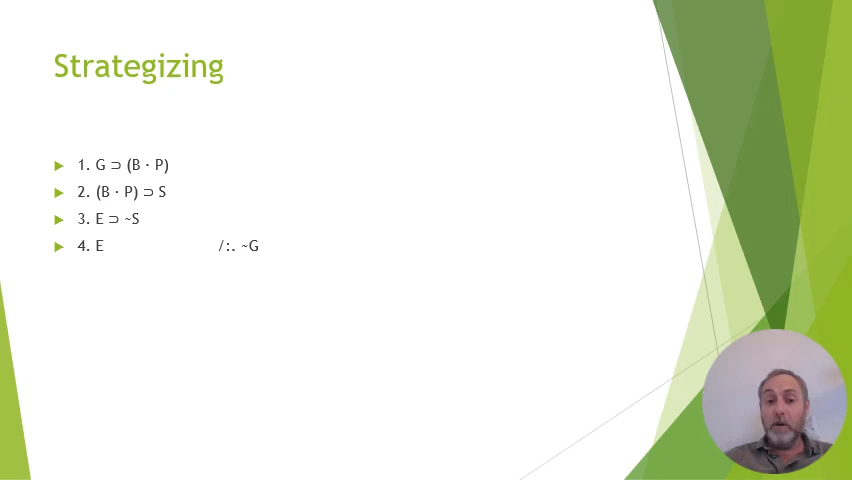 Strategizing
1. G ⊃ (B · P)
2. (B · P) ⊃ S
3. E ⊃ ~S
4. E /:. ~G